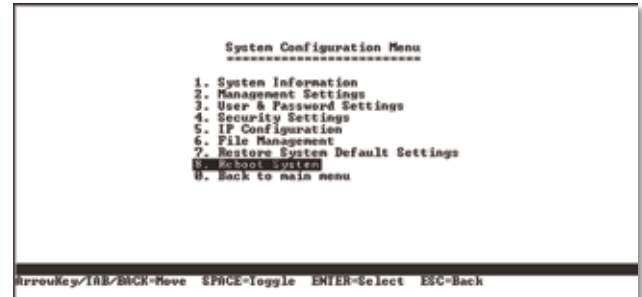 System Configuration Menu
=========================
1. System Information
2. Management Settings
3. User & Password Settings
4. Security Settings
5. IP Configuration
6. File Management
7. Restore System Default Settings
8. Reboot System
0. Back to main menu
ArrowKey/TAB/BACK=Move SPACE=Toggle ENTER=Select ESC=Back